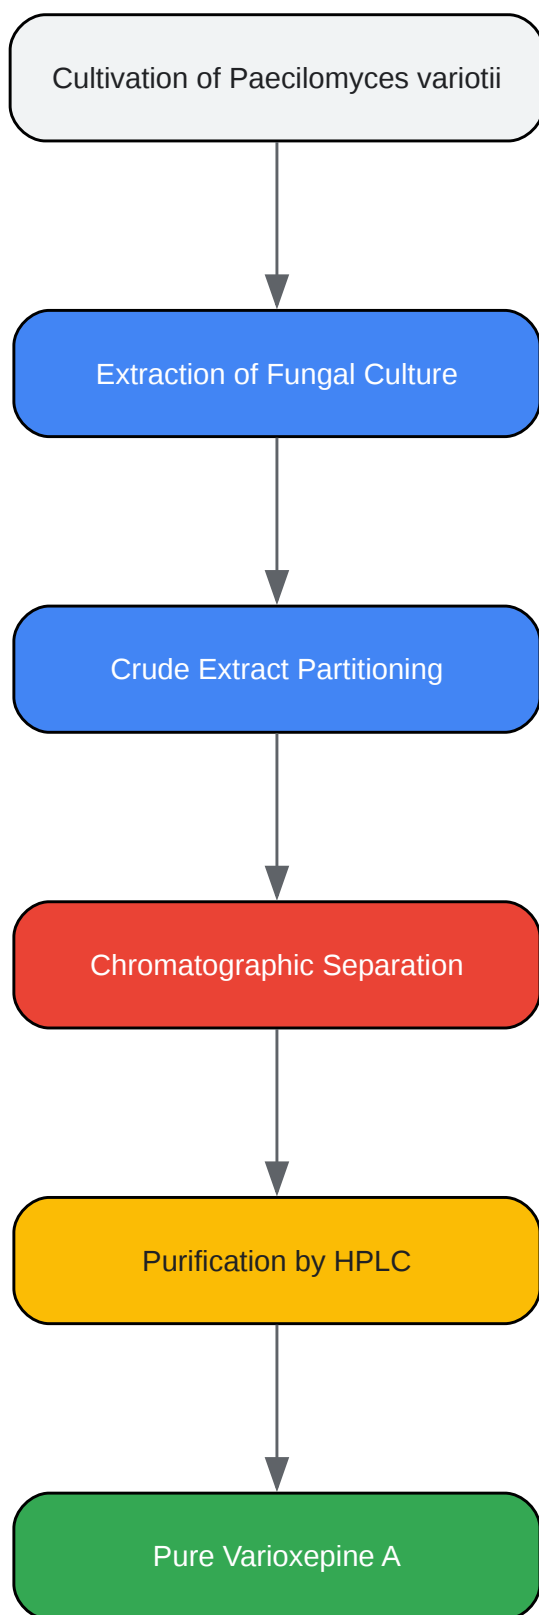 Cultivation of Paecilomyces variotii
Extraction of Fungal Culture
Crude Extract Partitioning
Chromatographic Separation
Purification by HPLC
Pure Varioxepine A